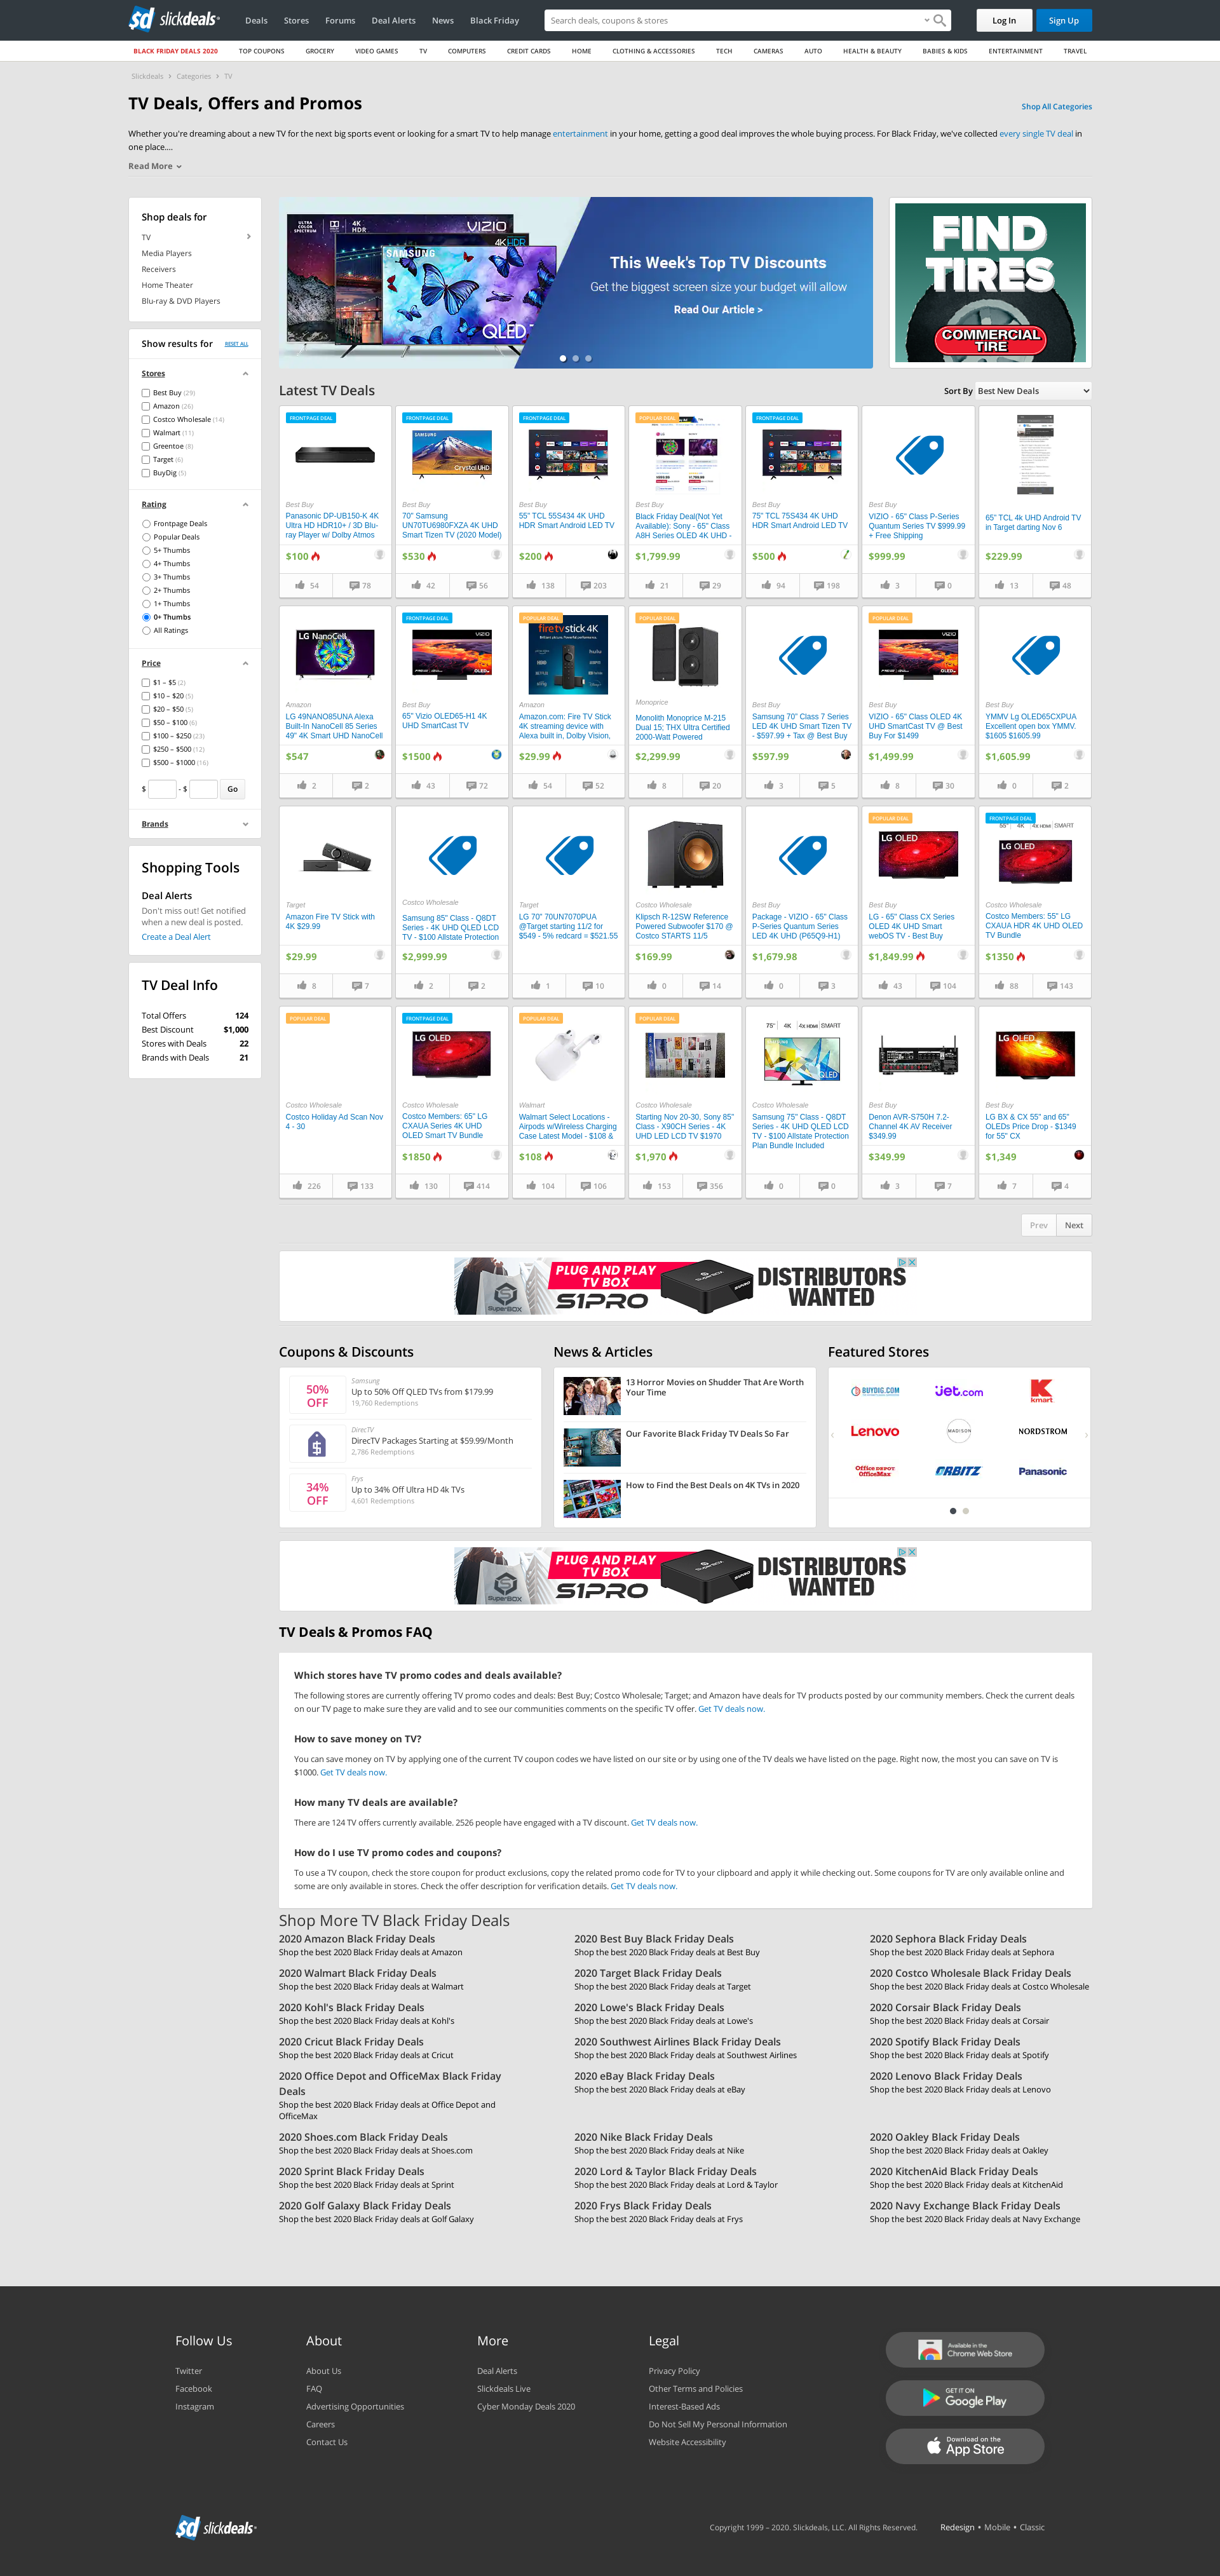 sd slickdeals
Deals
Stores
Forums
Deal Alerts
News
Black Friday
Search deals, coupons & stores
Log In
Sign Up
BLACK FRIDAY DEALS 2020
TOP COUPONS
GROCERY
VIDEO GAMES
TV
COMPUTERS
CREDIT CARDS
HOME
CLOTHING & ACCESSORIES
TECH
CAMERAS
AUTO
HEALTH & BEAUTY
BABIES & KIDS
ENTERTAINMENT
TRAVEL
Slickdeals › Categories › TV
TV Deals, Offers and Promos
Shop All Categories
Whether you're dreaming about a new TV for the next big sports event or looking for a smart TV to help manage entertainment in your home, getting a good deal improves the whole buying process. For Black Friday, we've collected every single TV deal in
one place....
Read More
Shop deals for
TV
Media Players
Receivers
Home Theater
Blu-ray & DVD Players
Show results for
RESET ALL
Stores
Best Buy (29)
Amazon (26)
Costco Wholesale (14)
Walmart (11)
Greentoe (8)
Target (6)
BuyDig (5)
Rating
Frontpage Deals
Popular Deals
5+ Thumbs
4+ Thumbs
3+ Thumbs
2+ Thumbs
1+ Thumbs
0+ Thumbs
All Ratings
Price
$1 – $5 (2)
$10 – $20 (5)
$20 – $50 (5)
$50 – $100 (6)
$100 – $250 (23)
$250 – $500 (12)
$500 – $1000 (16)
$ - $ Go
Brands
Shopping Tools
Deal Alerts
Don't miss out! Get notified
when a new deal is posted.
Create a Deal Alert
TV Deal Info
Total Offers 124
Best Discount $1,000
Stores with Deals 22
Brands with Deals 21
ULTRA COLOR SPECTRUM
4K HDR
VIZIO
4K HDR
SAMSUNG
QLED
This Week's Top TV Discounts
Get the biggest screen size your budget will allow
Read Our Article >
FIND
TIRES
COMMERCIAL
TIRE
Latest TV Deals
Sort By Best New Deals
FRONTPAGE DEAL
Best Buy
Panasonic DP-UB150-K 4K
Ultra HD HDR10+ / 3D Blu-
ray Player w/ Dolby Atmos
$100
54 78
FRONTPAGE DEAL
SAMSUNG
Crystal UHD
Best Buy
70" Samsung
UN70TU6980FXZA 4K UHD
Smart Tizen TV (2020 Model)
$530
42 56
FRONTPAGE DEAL
Best Buy
55" TCL 55S434 4K UHD
HDR Smart Android LED TV
$200
138 203
POPULAR DEAL
Best Buy
Black Friday Deal(Not Yet
Available): Sony - 65" Class
A8H Series OLED 4K UHD -
$1,799.99
21 29
FRONTPAGE DEAL
Best Buy
75" TCL 75S434 4K UHD
HDR Smart Android LED TV
$500
94 198
Best Buy
VIZIO - 65" Class P-Series
Quantum Series TV $999.99
+ Free Shipping
$999.99
3 0
65" TCL 4k UHD Android TV
in Target darting Nov 6
$229.99
13 48
LG NanoCell
Amazon
LG 49NANO85UNA Alexa
Built-In NanoCell 85 Series
49" 4K Smart UHD NanoCell
$547
2 2
FRONTPAGE DEAL
VIZIO
OLED
Best Buy
65" Vizio OLED65-H1 4K
UHD SmartCast TV
$1500
43 72
POPULAR DEAL
fire tv stick 4K
Amazon
Amazon.com: Fire TV Stick
4K streaming device with
Alexa built in, Dolby Vision,
$29.99
54 52
POPULAR DEAL
Monoprice
Monolith Monoprice M-215
Dual 15; THX Ultra Certified
2000-Watt Powered
$2,299.99
8 20
Best Buy
Samsung 70" Class 7 Series
LED 4K UHD Smart Tizen TV
- $597.99 + Tax @ Best Buy
$597.99
3 5
POPULAR DEAL
VIZIO
OLED
Best Buy
VIZIO - 65" Class OLED 4K
UHD SmartCast TV @ Best
Buy For $1499
$1,499.99
8 30
Best Buy
YMMV Lg OLED65CXPUA
Excellent open box YMMV.
$1605 $1605.99
$1,605.99
0 2
Target
Amazon Fire TV Stick with
4K $29.99
$29.99
8 7
Costco Wholesale
Samsung 85" Class - Q8DT
Series - 4K UHD QLED LCD
TV - $100 Allstate Protection
$2,999.99
2 2
Target
LG 70" 70UN7070PUA
@Target starting 11/2 for
$549 - 5% redcard = $521.55
1 10
Costco Wholesale
Klipsch R-12SW Reference
Powered Subwoofer $170 @
Costco STARTS 11/5
$169.99
0 14
Best Buy
Package - VIZIO - 65" Class
P-Series Quantum Series
LED 4K UHD (P65Q9-H1)
$1,679.98
0 3
POPULAR DEAL
LG OLED
Best Buy
LG - 65" Class CX Series
OLED 4K UHD Smart
webOS TV - Best Buy
$1,849.99
43 104
FRONTPAGE DEAL
55" 4K 4x HDMI SMART
LG OLED
Costco Wholesale
Costco Members: 55" LG
CXAUA HDR 4K UHD OLED
TV Bundle
$1350
88 143
POPULAR DEAL
Costco Wholesale
Costco Holiday Ad Scan Nov
4 - 30
226 133
FRONTPAGE DEAL
LG OLED
Costco Wholesale
Costco Members: 65" LG
CXAUA Series 4K UHD
OLED Smart TV Bundle
$1850
130 414
POPULAR DEAL
Walmart
Walmart Select Locations -
Airpods w/Wireless Charging
Case Latest Model - $108 &
$108
104 106
POPULAR DEAL
Costco Wholesale
Starting Nov 20-30, Sony 85"
Class - X90CH Series - 4K
UHD LED LCD TV $1970
$1,970
153 356
75" 4K 4x HDMI SMART
QLED
Costco Wholesale
Samsung 75" Class - Q8DT
Series - 4K UHD QLED LCD
TV - $100 Allstate Protection
Plan Bundle Included
0 0
Best Buy
Denon AVR-S750H 7.2-
Channel 4K AV Receiver
$349.99
$349.99
3 7
LG OLED
Best Buy
LG BX & CX 55" and 65"
OLEDs Price Drop - $1349
for 55" CX
$1,349
7 4
Prev Next
SUPERBOX
PLUG AND PLAY
TV BOX
S1PRO
DISTRIBUTORS
WANTED
Coupons & Discounts
50%
OFF
Samsung
Up to 50% Off QLED TVs from $179.99
19,760 Redemptions
DirecTV
DirecTV Packages Starting at $59.99/Month
2,786 Redemptions
34%
OFF
Frys
Up to 34% Off Ultra HD 4k TVs
4,601 Redemptions
News & Articles
13 Horror Movies on Shudder That Are Worth
Your Time
Our Favorite Black Friday TV Deals So Far
How to Find the Best Deals on 4K TVs in 2020
Featured Stores
BUYDIG.COM
Jet.com
K
kmart
Lenovo
MADISON
NORDSTROM
Office DEPOT
OfficeMax
ORBITZ
Panasonic
SUPERBOX
PLUG AND PLAY
TV BOX
S1PRO
DISTRIBUTORS
WANTED
TV Deals & Promos FAQ
Which stores have TV promo codes and deals available?
The following stores are currently offering TV promo codes and deals: Best Buy; Costco Wholesale; Target; and Amazon have deals for TV products posted by our community members. Check the current deals
on our TV page to make sure they are valid and to see our communities comments on the specific TV offer. Get TV deals now.
How to save money on TV?
You can save money on TV by applying one of the current TV coupon codes we have listed on our site or by using one of the TV deals we have listed on the page. Right now, the most you can save on TV is
$1000. Get TV deals now.
How many TV deals are available?
There are 124 TV offers currently available. 2526 people have engaged with a TV discount. Get TV deals now.
How do I use TV promo codes and coupons?
To use a TV coupon, check the store coupon for product exclusions, copy the related promo code for TV to your clipboard and apply it while checking out. Some coupons for TV are only available online and
some are only available in stores. Check the offer description for verification details. Get TV deals now.
Shop More TV Black Friday Deals
2020 Amazon Black Friday Deals
Shop the best 2020 Black Friday deals at Amazon
2020 Best Buy Black Friday Deals
Shop the best 2020 Black Friday deals at Best Buy
2020 Sephora Black Friday Deals
Shop the best 2020 Black Friday deals at Sephora
2020 Walmart Black Friday Deals
Shop the best 2020 Black Friday deals at Walmart
2020 Target Black Friday Deals
Shop the best 2020 Black Friday deals at Target
2020 Costco Wholesale Black Friday Deals
Shop the best 2020 Black Friday deals at Costco Wholesale
2020 Kohl's Black Friday Deals
Shop the best 2020 Black Friday deals at Kohl's
2020 Lowe's Black Friday Deals
Shop the best 2020 Black Friday deals at Lowe's
2020 Corsair Black Friday Deals
Shop the best 2020 Black Friday deals at Corsair
2020 Cricut Black Friday Deals
Shop the best 2020 Black Friday deals at Cricut
2020 Southwest Airlines Black Friday Deals
Shop the best 2020 Black Friday deals at Southwest Airlines
2020 Spotify Black Friday Deals
Shop the best 2020 Black Friday deals at Spotify
2020 Office Depot and OfficeMax Black Friday
Deals
Shop the best 2020 Black Friday deals at Office Depot and
OfficeMax
2020 eBay Black Friday Deals
Shop the best 2020 Black Friday deals at eBay
2020 Lenovo Black Friday Deals
Shop the best 2020 Black Friday deals at Lenovo
2020 Shoes.com Black Friday Deals
Shop the best 2020 Black Friday deals at Shoes.com
2020 Nike Black Friday Deals
Shop the best 2020 Black Friday deals at Nike
2020 Oakley Black Friday Deals
Shop the best 2020 Black Friday deals at Oakley
2020 Sprint Black Friday Deals
Shop the best 2020 Black Friday deals at Sprint
2020 Lord & Taylor Black Friday Deals
Shop the best 2020 Black Friday deals at Lord & Taylor
2020 KitchenAid Black Friday Deals
Shop the best 2020 Black Friday deals at KitchenAid
2020 Golf Galaxy Black Friday Deals
Shop the best 2020 Black Friday deals at Golf Galaxy
2020 Frys Black Friday Deals
Shop the best 2020 Black Friday deals at Frys
2020 Navy Exchange Black Friday Deals
Shop the best 2020 Black Friday deals at Navy Exchange
Follow Us
Twitter
Facebook
Instagram
About
About Us
FAQ
Advertising Opportunities
Careers
Contact Us
More
Deal Alerts
Slickdeals Live
Cyber Monday Deals 2020
Legal
Privacy Policy
Other Terms and Policies
Interest-Based Ads
Do Not Sell My Personal Information
Website Accessibility
Available in the
Chrome Web Store
GET IT ON
Google Play
Download on the
App Store
sd slickdeals
Copyright 1999 – 2020. Slickdeals, LLC. All Rights Reserved.
Redesign • Mobile • Classic